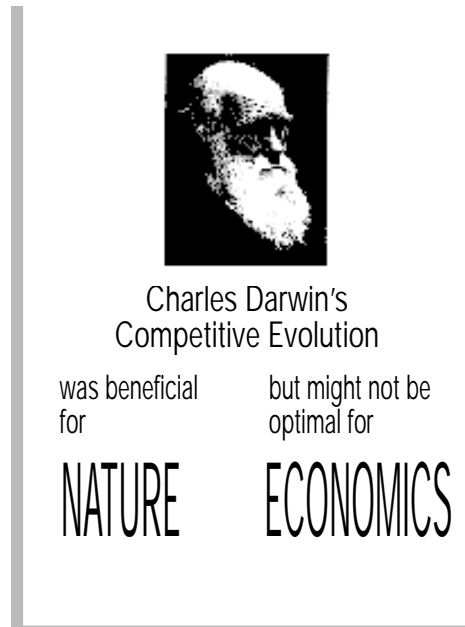 Charles Darwin's
Competitive Evolution
was beneficial
for
NATURE
but might not be
optimal for
ECONOMICS